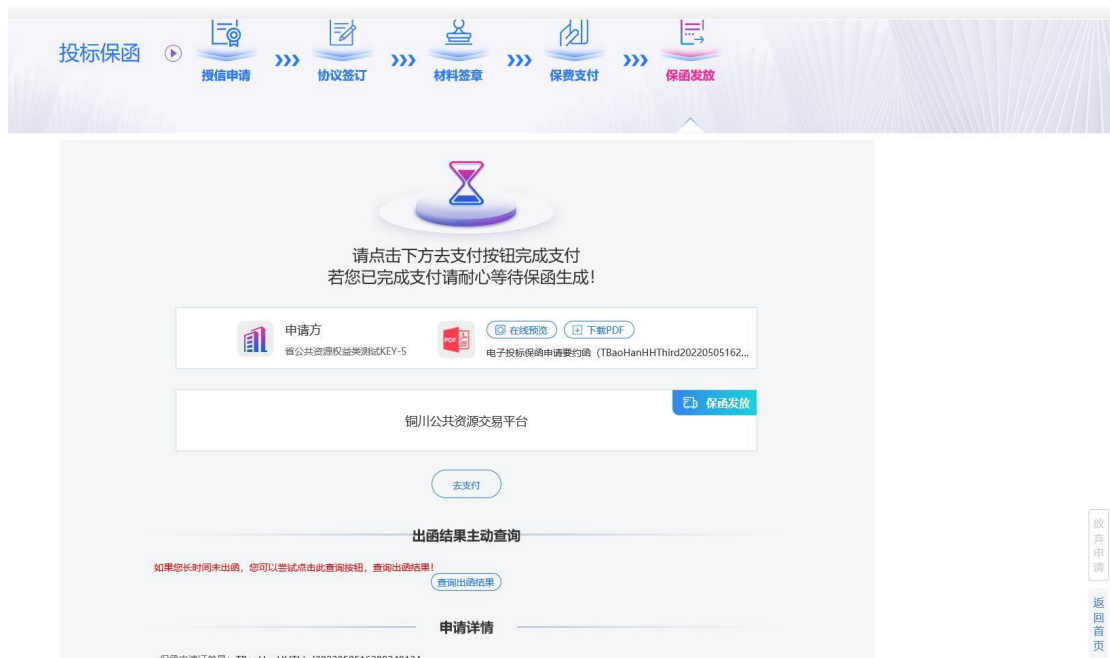 投标保函
授信申请
协议签订
材料签章
保费支付
保函发放
请点击下方去支付按钮完成支付
若您已完成支付请耐心等待保函生成！
申请方
省公共资源权益类测试KEY-5
PDF
在线预览
下载PDF
电子投标保函申请要约函（TBaoHanHHThird20220505162...
保函发放
铜川公共资源交易平台
去支付
出函结果主动查询
如果您长时间未出函，您可以尝试点击此查询按钮，查询出函结果！
查询出函结果
申请详情
放弃申请
返回首页